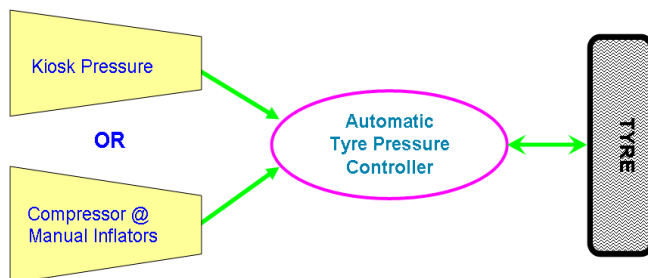 Kiosk Pressure
OR
Compressor @
Manual Inflators
Automatic
Tyre Pressure
Controller
TYRE